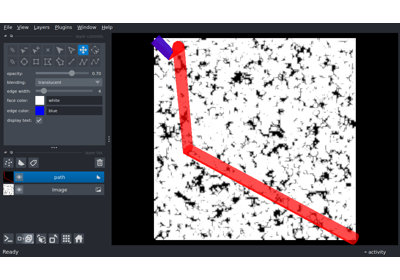 File View Layers Plugins Window Help
opacity: 0.70
blending: translucent
edge width:
face color: white
edge color: blue
display text:
path
Image
Ready activity